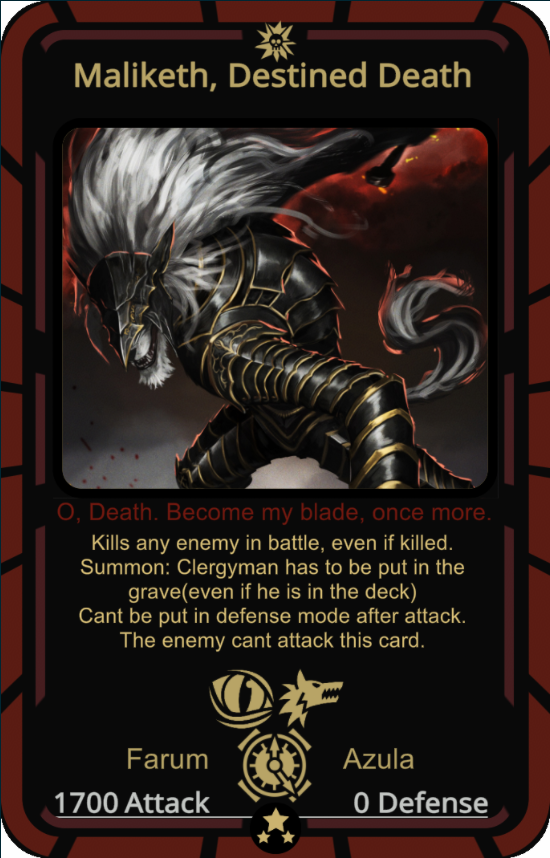 Maliketh, Destined Death
O, Death. Become my blade, once more.
Kills any enemy in battle, even if killed.
Summon: Clergyman has to be put in the
grave(even if he is in the deck)
Cant be put in defense mode after attack.
The enemy cant attack this card.
Farum Azula
1700 Attack 0 Defense